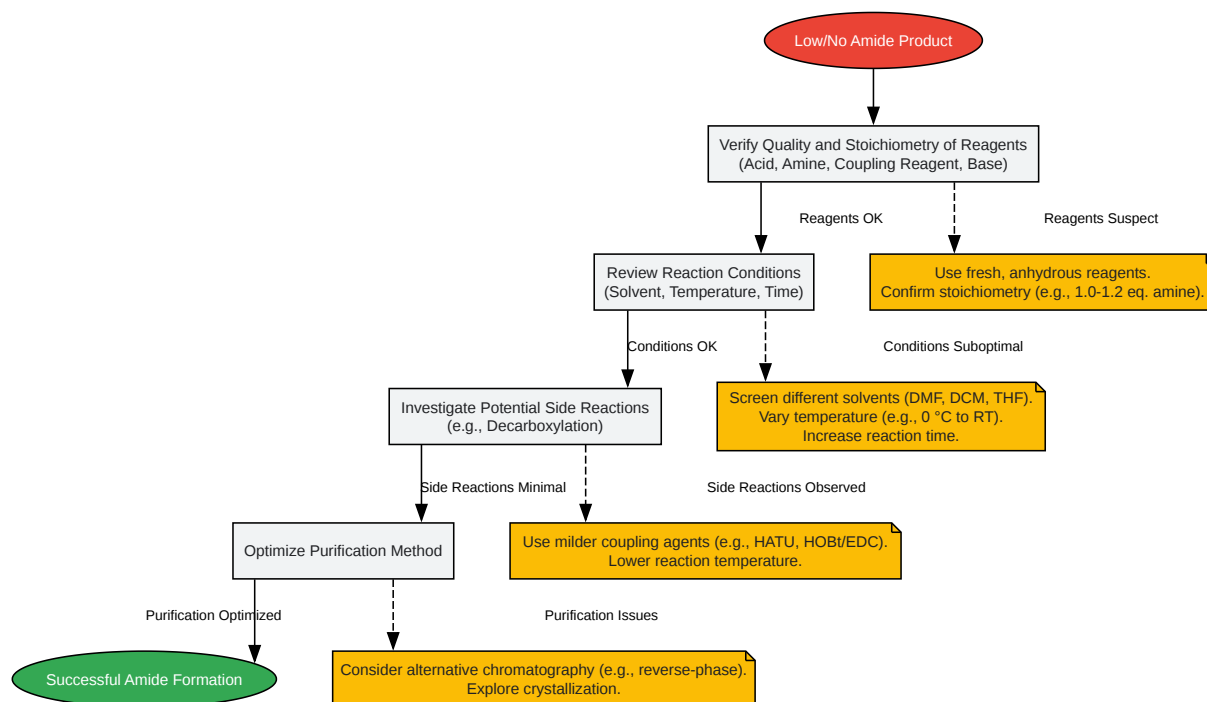 Low/No Amide Product
Verify Quality and Stoichiometry of Reagents
(Acid, Amine, Coupling Reagent, Base)
Reagents OK
Reagents Suspect
Review Reaction Conditions
(Solvent, Temperature, Time)
Use fresh, anhydrous reagents.
Confirm stoichiometry (e.g., 1.0-1.2 eq. amine).
Conditions OK
Conditions Suboptimal
Investigate Potential Side Reactions
(e.g., Decarboxylation)
Screen different solvents (DMF, DCM, THF).
Vary temperature (e.g., 0 °C to RT).
Increase reaction time.
Side Reactions Minimal
Side Reactions Observed
Optimize Purification Method
Use milder coupling agents (e.g., HATU, HOBt/EDC).
Lower reaction temperature.
Purification Optimized
Purification Issues
Successful Amide Formation
Consider alternative chromatography (e.g., reverse-phase).
Explore crystallization.